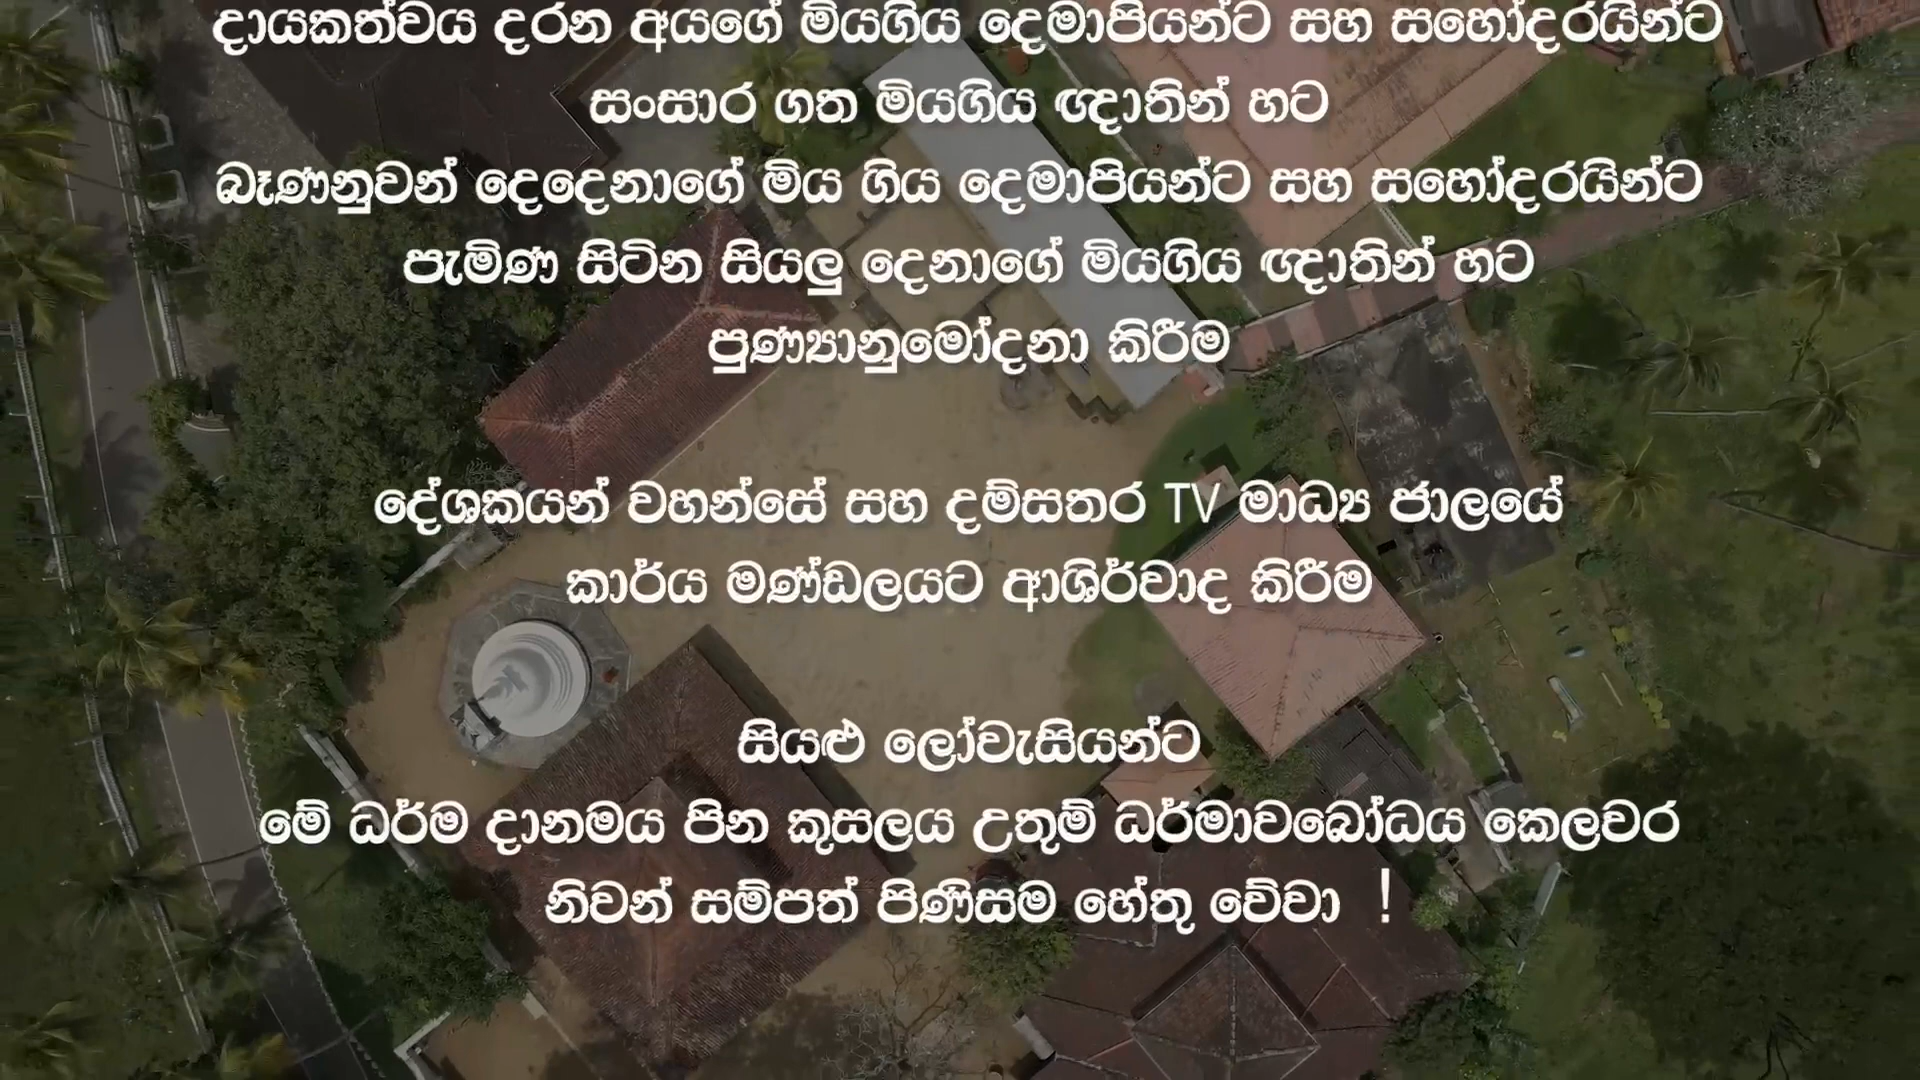 දායකත්වය දරන අයගේ මියගිය දෙමාපියන්ට සහ සහෝදරයින්ට
සංසාර ගත මියගිය ඥාතින් හට
බෑණනුවන් දෙදෙනාගේ මිය ගිය දෙමාපියන්ට සහ සහෝදරයින්ට
පැමිණ සිටින සියලු දෙනාගේ මියගිය ඥාතින් හට
පුණ්‍යානුමෝදනා කිරීම
දේශකයන් වහන්සේ සහ දම්සතර TV මාධ්‍ය ජාලයේ
කාර්ය මණ්ඩලයට ආශිර්වාද කිරීම
සියළු ලෝවැසියන්ට
මේ ධර්ම දානමය පින කුසලය උතුම් ධර්මාවබෝධය කෙලවර
නිවන් සම්පත් පිණිසම හේතු වේවා !